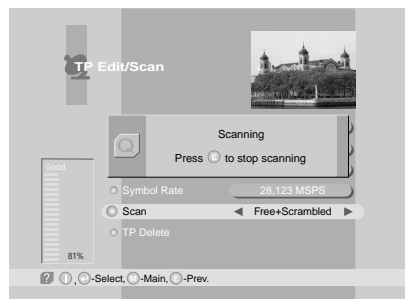 TP Edit/Scan
Scanning
Press E to stop scanning
Good
Symbol Rate 28,123 MSPS
Scan ◀ Free+Scrambled ▶
TP Delete
81%
? , -Select, M-Main, E-Prev.